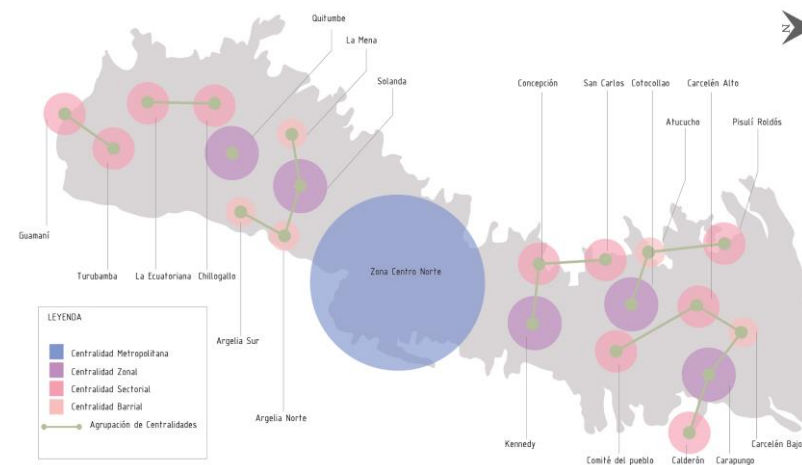 Quitumbe
La Mena
Solanda
N
Concepción
San Carlos
Cotocollao
Carcelén Alto
Atucucho
Pisulí Roldós
Zona Centro Norte
Guamaní
Turubamba
La Ecuatoriana
Chillogallo
Argelia Sur
Argelia Norte
Kennedy
Comité del pueblo
Calderón
Carapungo
Carcelén Bajo
LEYENDA
Centralidad Metropolitana
Centralidad Zonal
Centralidad Sectorial
Centralidad Barrial
Agrupación de Centralidades